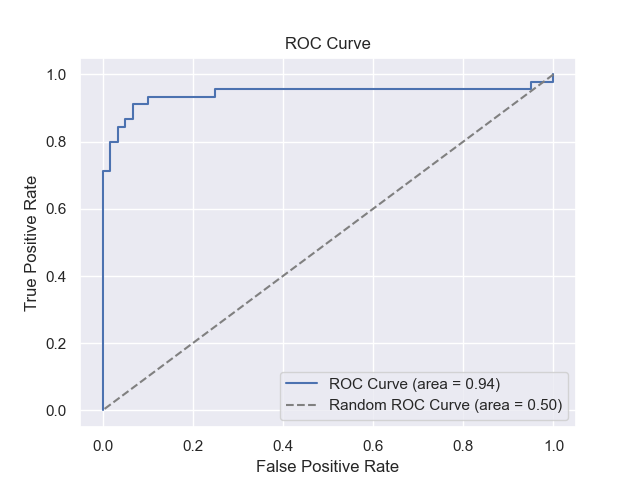 ROC Curve
True Positive Rate
1.0
0.8
0.6
0.4
0.2
0.0
ROC Curve (area = 0.94)
Random ROC Curve (area = 0.50)
0.0 0.2 0.4 0.6 0.8 1.0
False Positive Rate